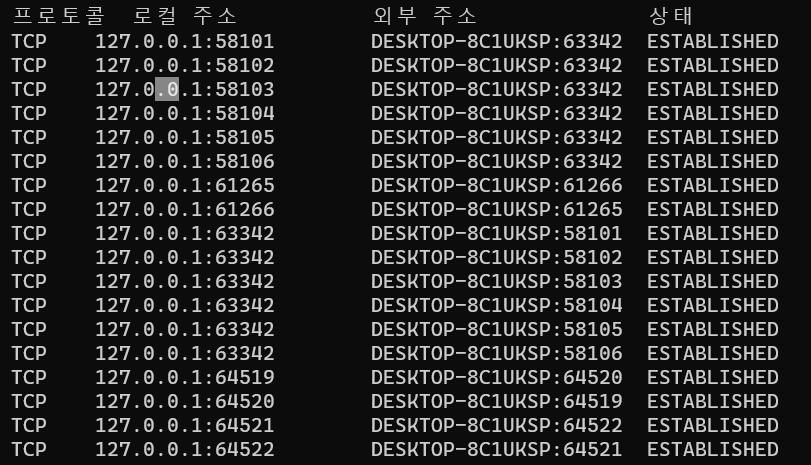 프로토콜  로컬 주소           외부 주소              상태
TCP    127.0.0.1:58101        DESKTOP-8C1UKSP:63342  ESTABLISHED
TCP    127.0.0.1:58102        DESKTOP-8C1UKSP:63342  ESTABLISHED
TCP    127.0.0.1:58103        DESKTOP-8C1UKSP:63342  ESTABLISHED
TCP    127.0.0.1:58104        DESKTOP-8C1UKSP:63342  ESTABLISHED
TCP    127.0.0.1:58105        DESKTOP-8C1UKSP:63342  ESTABLISHED
TCP    127.0.0.1:58106        DESKTOP-8C1UKSP:63342  ESTABLISHED
TCP    127.0.0.1:61265        DESKTOP-8C1UKSP:61266  ESTABLISHED
TCP    127.0.0.1:61266        DESKTOP-8C1UKSP:61265  ESTABLISHED
TCP    127.0.0.1:63342        DESKTOP-8C1UKSP:58101  ESTABLISHED
TCP    127.0.0.1:63342        DESKTOP-8C1UKSP:58102  ESTABLISHED
TCP    127.0.0.1:63342        DESKTOP-8C1UKSP:58103  ESTABLISHED
TCP    127.0.0.1:63342        DESKTOP-8C1UKSP:58104  ESTABLISHED
TCP    127.0.0.1:63342        DESKTOP-8C1UKSP:58105  ESTABLISHED
TCP    127.0.0.1:63342        DESKTOP-8C1UKSP:58106  ESTABLISHED
TCP    127.0.0.1:64519        DESKTOP-8C1UKSP:64520  ESTABLISHED
TCP    127.0.0.1:64520        DESKTOP-8C1UKSP:64519  ESTABLISHED
TCP    127.0.0.1:64521        DESKTOP-8C1UKSP:64522  ESTABLISHED
TCP    127.0.0.1:64522        DESKTOP-8C1UKSP:64521  ESTABLISHED